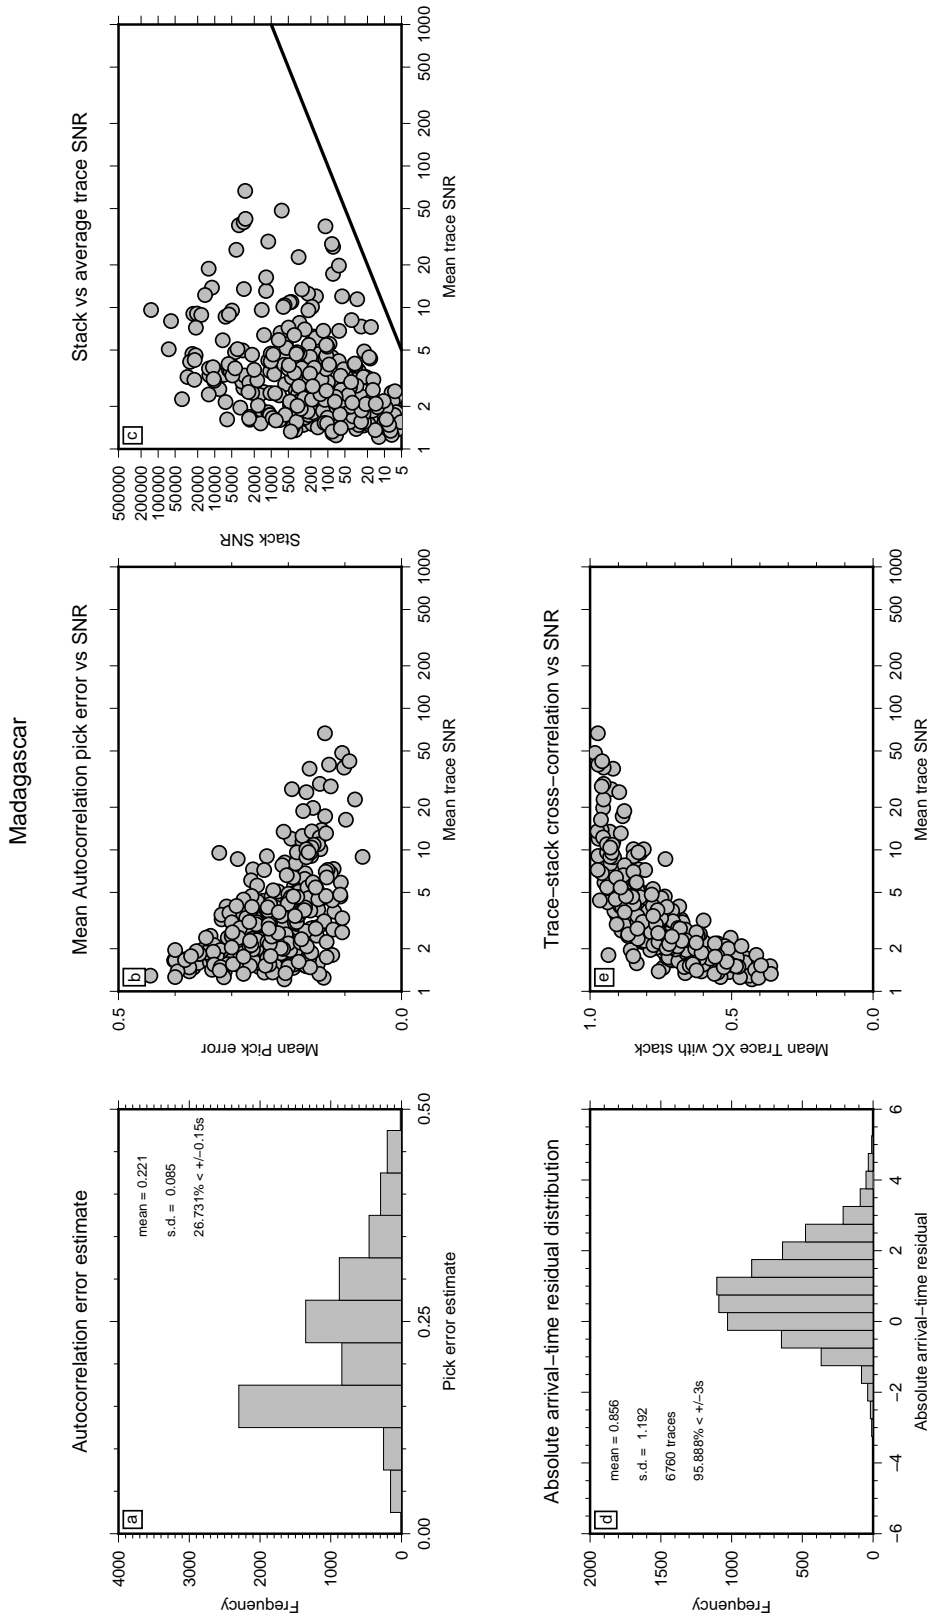 Madagascar
a
Autocorrelation error estimate
mean = 0.221
s.d. = 0.085
26.731% < +/−0.15s
Frequency
4000
3000
2000
1000
0
0.00 0.25 0.50
Pick error estimate
b
Mean Autocorrelation pick error vs SNR
Mean Pick error
0.5
0.0
1 2 5 10 20 50 100 200 500 1000
Mean trace SNR
c
Stack vs average trace SNR
Stack SNR
500000
200000
100000
50000
20000
10000
5000
2000
1000
500
200
100
50
20
10
5
1 2 5 10 20 50 100 200 500 1000
Mean trace SNR
d
Absolute arrival−time residual distribution
mean = 0.856
s.d. = 1.192
6760 traces
95.888% < +/−3s
Frequency
2000
1500
1000
500
0
−6 −4 −2 0 2 4 6
Absolute arrival−time residual
e
Trace−stack cross−correlation vs SNR
Mean Trace XC with stack
1.0
0.5
0.0
1 2 5 10 20 50 100 200 500 1000
Mean trace SNR